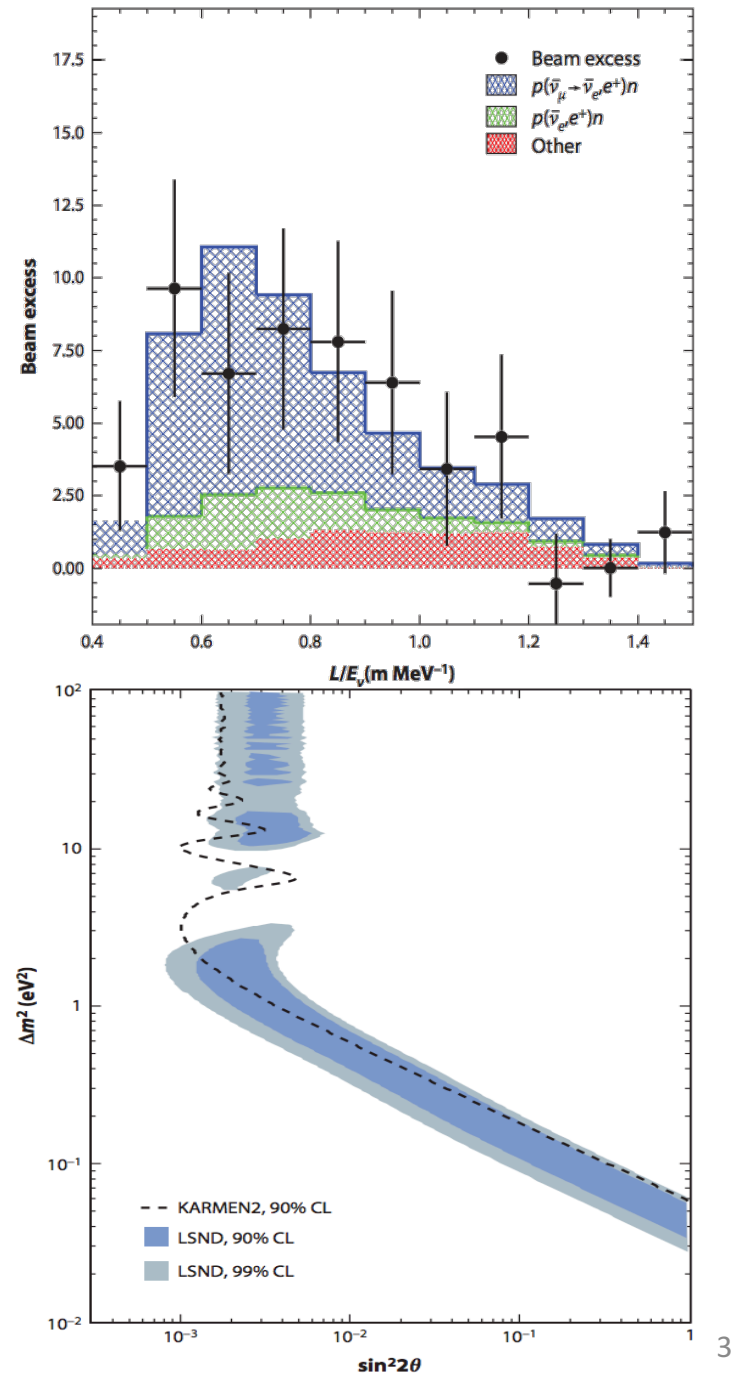 17.5
15.0
12.5
10.0
7.50
5.00
2.50
0.00
Beam excess
Beam excess
p(ν̄μ→ν̄e,e⁺)n
p(ν̄e,e⁺)n
Other
0.4 0.6 0.8 1.0 1.2 1.4
L/Eν(m MeV⁻¹)
10²
10
1
10⁻¹
10⁻²
Δm² (eV²)
KARMEN2, 90% CL
LSND, 90% CL
LSND, 99% CL
10⁻³ 10⁻² 10⁻¹ 1
sin²2θ
3